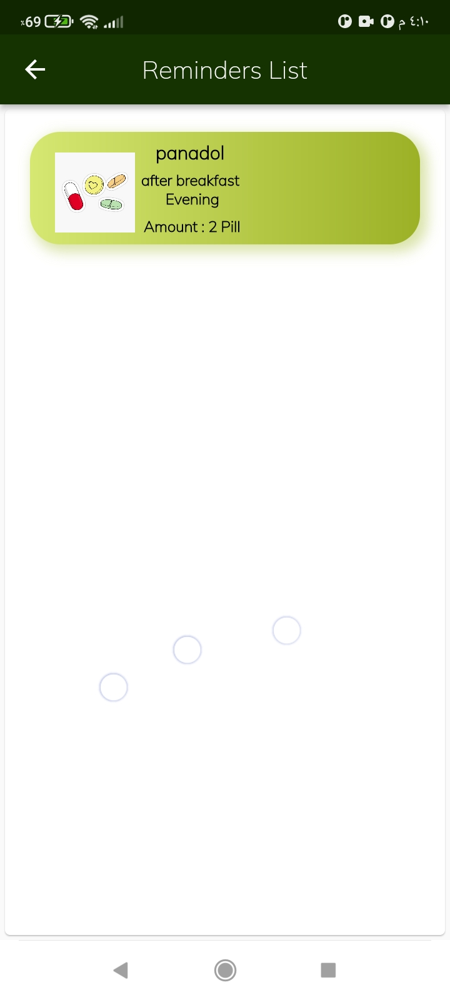 ٪69
٤:١٠ م
Reminders List
panadol
after breakfast
Evening
Amount : 2 Pill